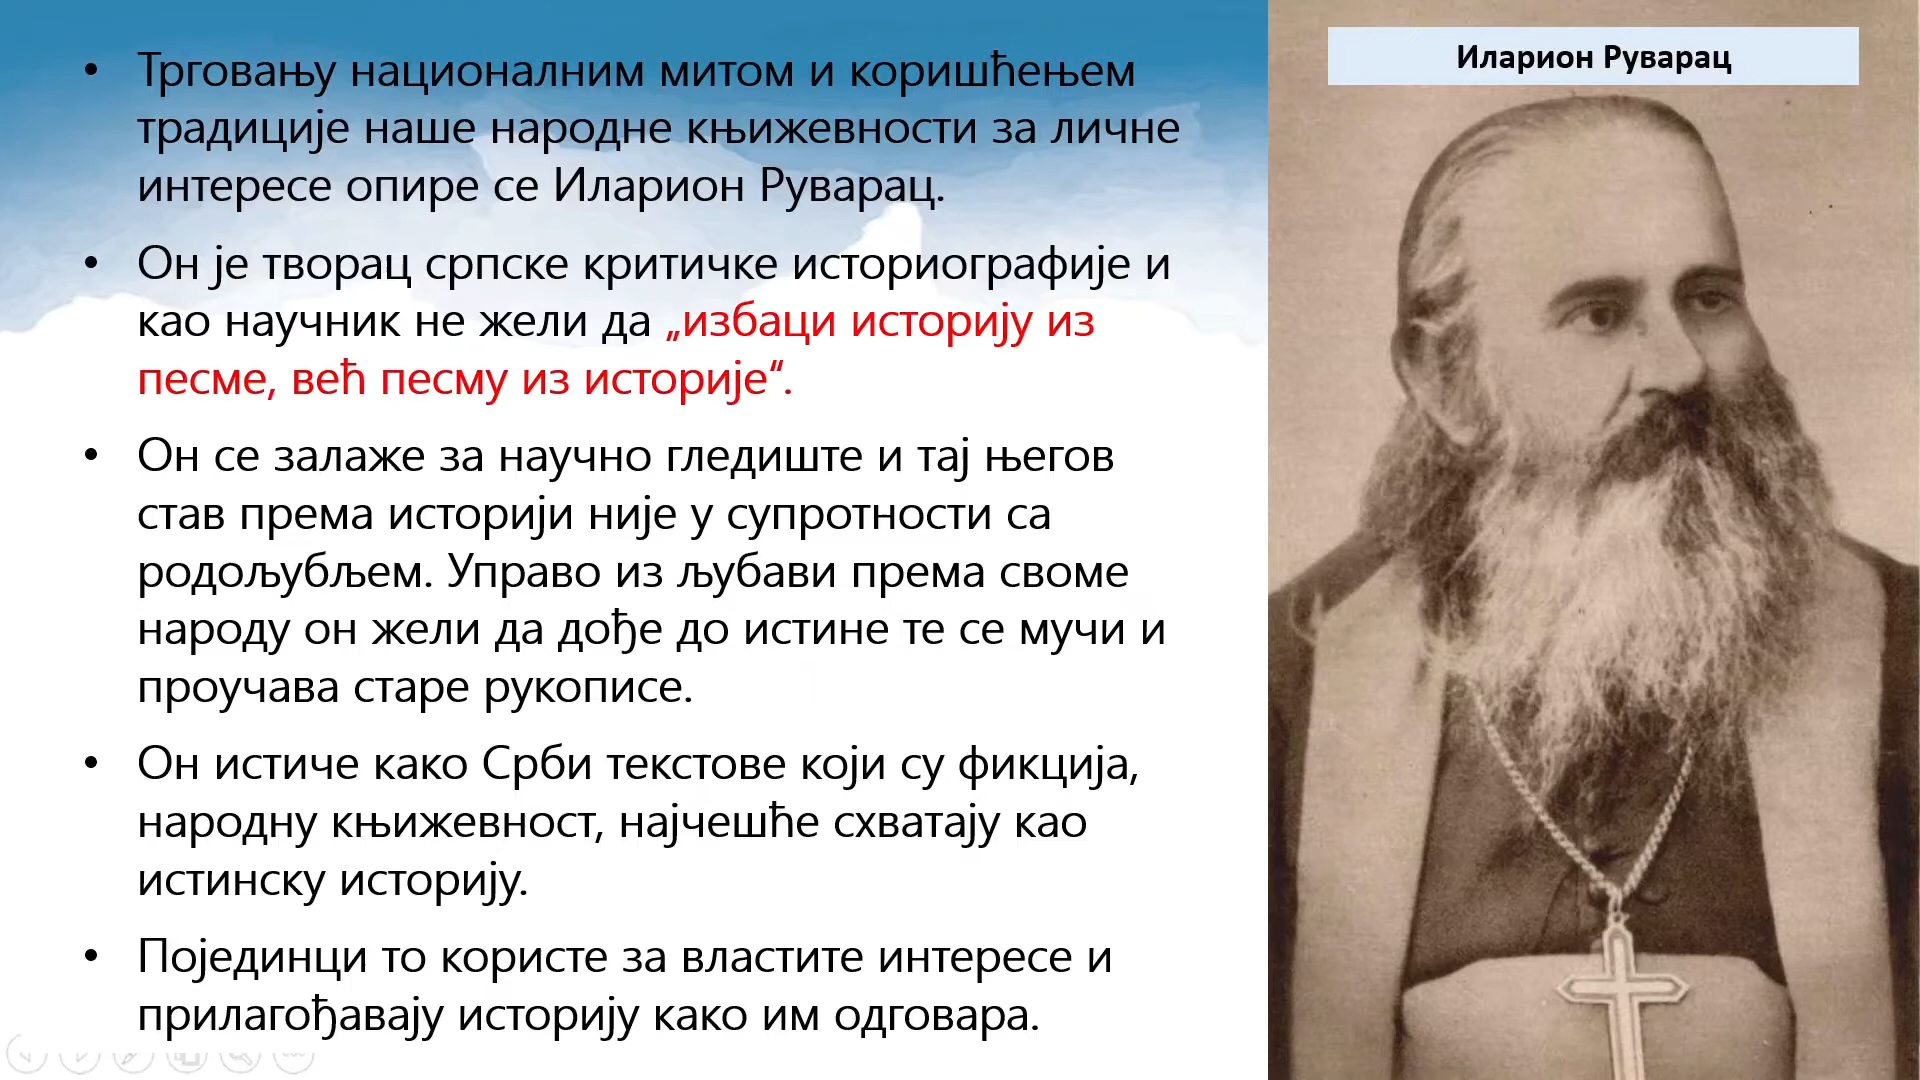 • Трговању националним митом и коришћењем
традиције наше народне књижевности за личне
интересе опире се Иларион Руварац.
• Он је творац српске критичке историографије и
као научник не жели да „избаци историју из
песме, већ песму из историје“.
• Он се залаже за научно гледиште и тај његов
став према историји није у супротности са
родољубљем. Управо из љубави према своме
народу он жели да дође до истине те се мучи и
проучава старе рукописе.
• Он истиче како Срби текстове који су фикција,
народну књижевност, најчешће схватају као
истинску историју.
• Појединци то користе за властите интересе и
прилагођавају историју како им одговара.
Иларион Руварац